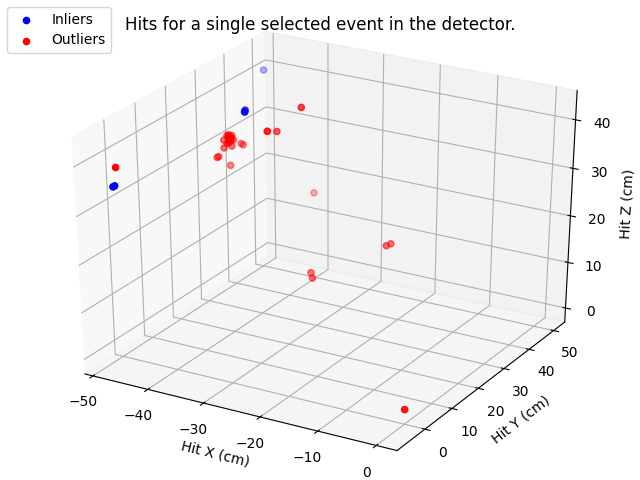 Hits for a single selected event in the detector.
Inliers
Outliers
40
30
20
10
0
Hit Z (cm)
50
40
30
20
10
0
Hit Y (cm)
−50
−40
−30
−20
−10
0
Hit X (cm)